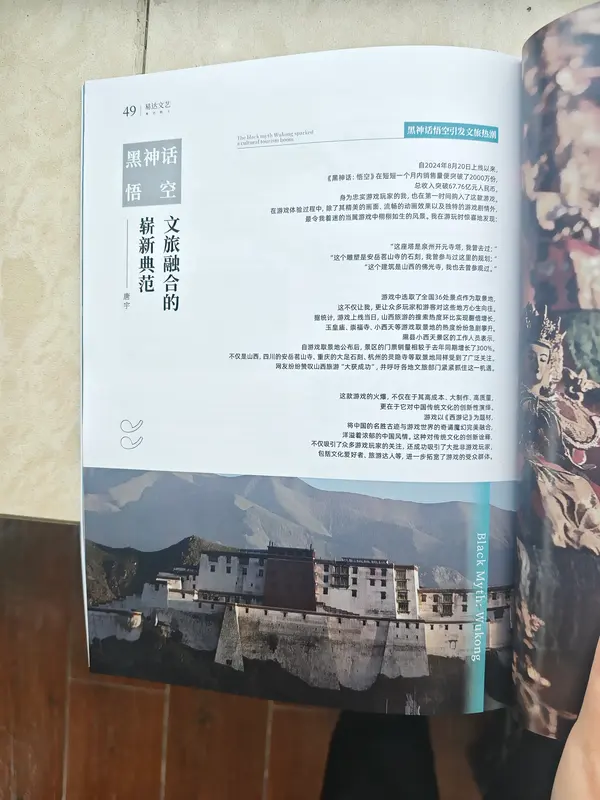 49 易达文艺
The black myth Wukong sparked
a cultural tourism boom
黑神话悟空引发文旅热潮
黑神话
悟空
文旅融合的
崭新典范
唐宇
自2024年8月20日上线以来,
《黑神话:悟空》在短短一个月内销售量便突破了2000万份,
总收入突破67.76亿元人民币。
身为忠实游戏玩家的我,也在第一时间购入了这款游戏。
在游戏体验过程中,除了其精美的画面、流畅的动画效果以及独特的游戏剧情外,
最令我着迷的当属游戏中栩栩如生的风景。我在游玩时惊喜地发现:
“这座塔是泉州开元寺塔,我曾去过;”
“这个雕塑是安岳茗山寺的石刻,我曾参与过这里的规划;”
“这个建筑是山西的佛光寺,我也去曾参观过。”
游戏中选取了全国36处景点作为取景地,
这不仅让我,更让众多玩家和游客对这些地方心生向往。
据统计,游戏上线当日,山西旅游的搜索热度环比实现翻倍增长,
玉皇庙、崇福寺、小西天等游戏取景地的热度纷纷急剧攀升。
隰县小西天景区的工作人员表示,
自游戏取景地公布后,景区的门票销量相较于去年同期增长了300%。
不仅是山西,四川的安岳茗山寺、重庆的大足石刻、杭州的灵隐寺等取景地同样受到了广泛关注。
网友纷纷赞叹山西旅游“大获成功”,并呼吁各地文旅部门紧紧抓住这一机遇。
这款游戏的火爆,不仅在于其高成本、大制作、高质量,
更在于它对中国传统文化的创新性演绎。
游戏以《西游记》为题材,
将中国的名胜古迹与游戏世界的奇谲魔幻完美融合,
洋溢着浓郁的中国风情。这种对传统文化的创新诠释,
不仅吸引了众多游戏玩家的关注,还成功吸引了大批非游戏玩家,
包括文化爱好者、旅游达人等,进一步拓宽了游戏的受众群体。
Black Myth: Wukong